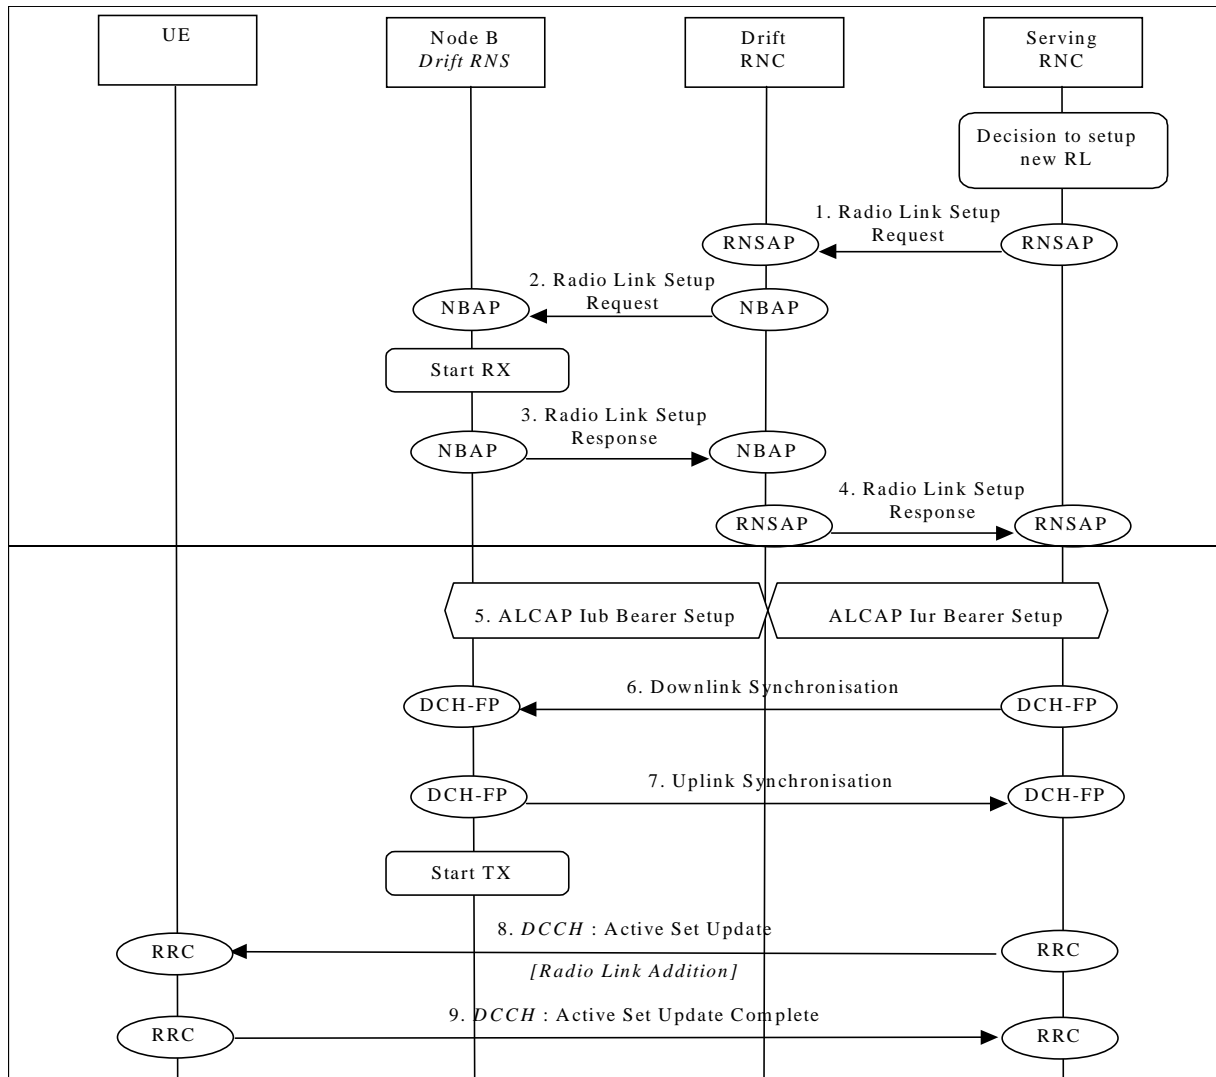 UE
Node B
Drift RNS
Drift
RNC
Serving
RNC
Decision to setup
new RL
1. Radio Link Setup
Request
RNSAP
RNSAP
2. Radio Link Setup
Request
NBAP
NBAP
Start RX
3. Radio Link Setup
Response
NBAP
NBAP
4. Radio Link Setup
Response
RNSAP
RNSAP
5. ALCAP Iub Bearer Setup
ALCAP Iur Bearer Setup
6. Downlink Synchronisation
DCH-FP
DCH-FP
7. Uplink Synchronisation
DCH-FP
DCH-FP
Start TX
8. DCCH : Active Set Update
RRC
RRC
[Radio Link Addition]
9. DCCH : Active Set Update Complete
RRC
RRC